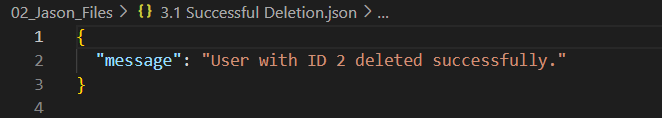 02_Jason_Files > {} 3.1 Successful Deletion.json > ...
1 {
2 "message": "User with ID 2 deleted successfully."
3 }
4